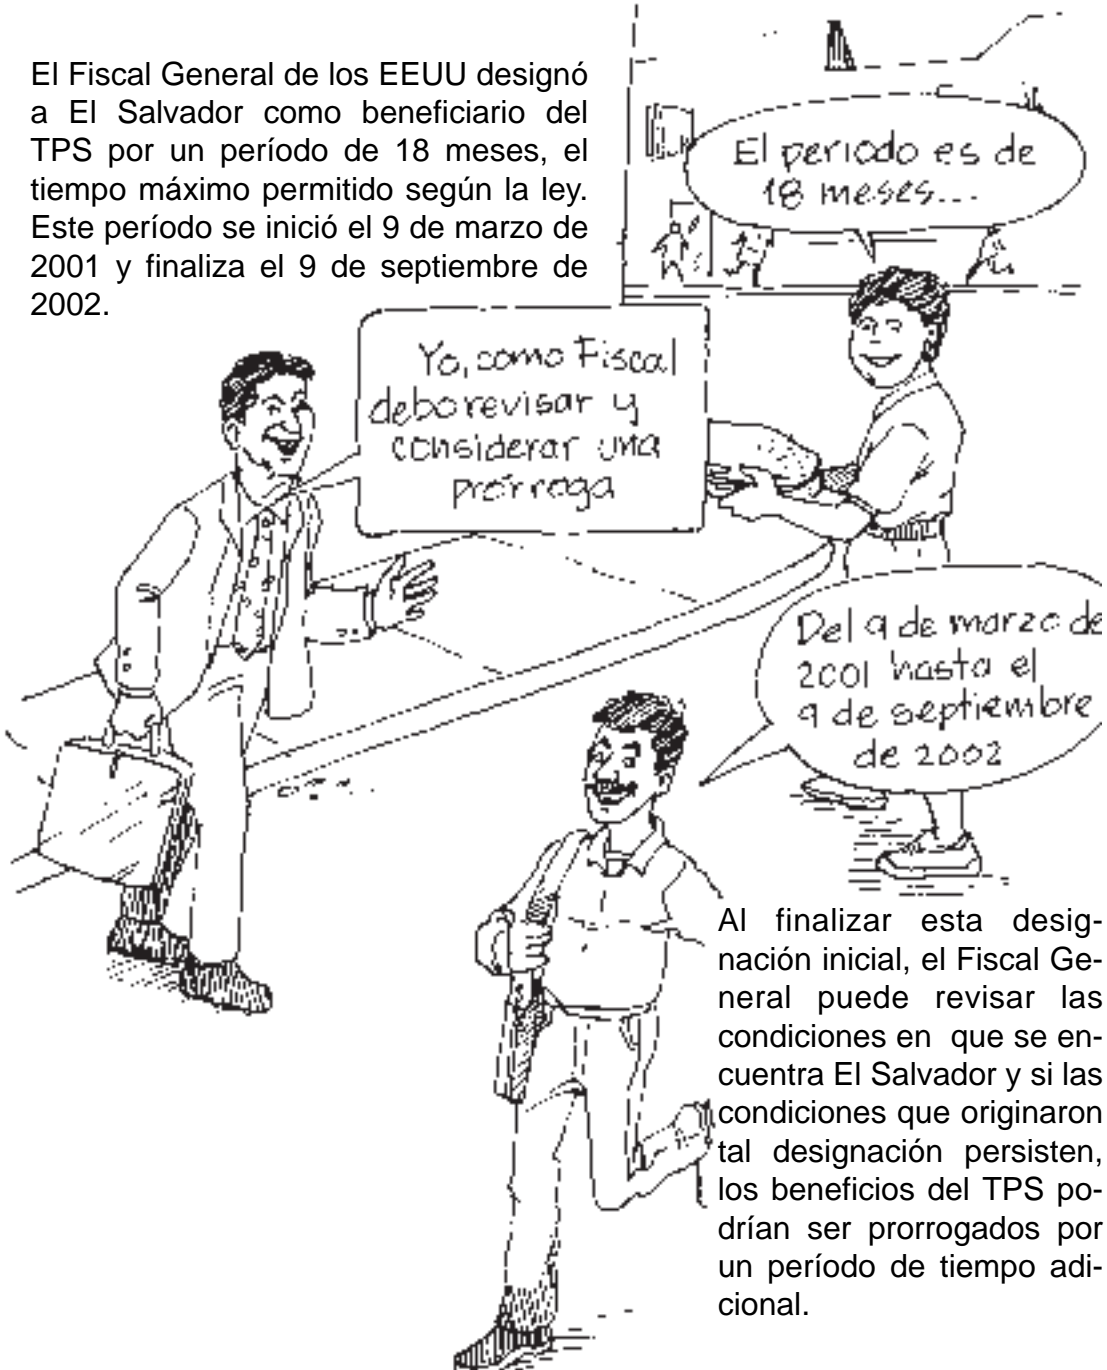 El Fiscal General de los EEUU designó
a El Salvador como beneficiario del
TPS por un período de 18 meses, el
tiempo máximo permitido según la ley.
Este período se inició el 9 de marzo de
2001 y finaliza el 9 de septiembre de
2002.
El periodo es de
18 meses...
Yo, como Fiscal
debo revisar y
considerar una
prórroga
Del 9 de marzo de
2001 hasta el
9 de septiembre
de 2002
Al finalizar esta desig-
nación inicial, el Fiscal Ge-
neral puede revisar las
condiciones en que se en-
cuentra El Salvador y si las
condiciones que originaron
tal designación persisten,
los beneficios del TPS po-
drían ser prorrogados por
un período de tiempo adi-
cional.